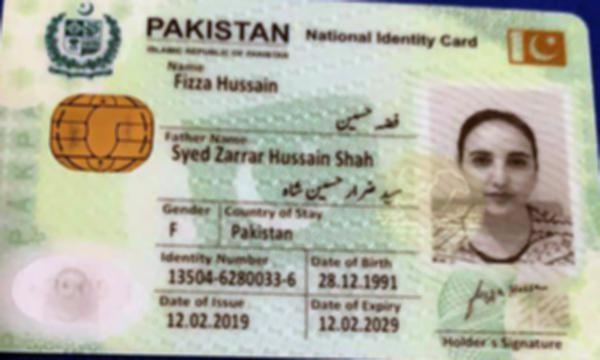 PAKISTAN National Identity Card
ISLAMIC REPUBLIC OF PAKISTAN
Name
Fizza Hussain
فضہ حسین
Father Name
Syed Zarrar Hussain Shah
سید ضرار حسین شاہ
Gender Country of Stay
F Pakistan
Identity Number Date of Birth
13504-6280033-6 28.12.1991
Date of Issue Date of Expiry
12.02.2019 12.02.2029
Holder's Signature